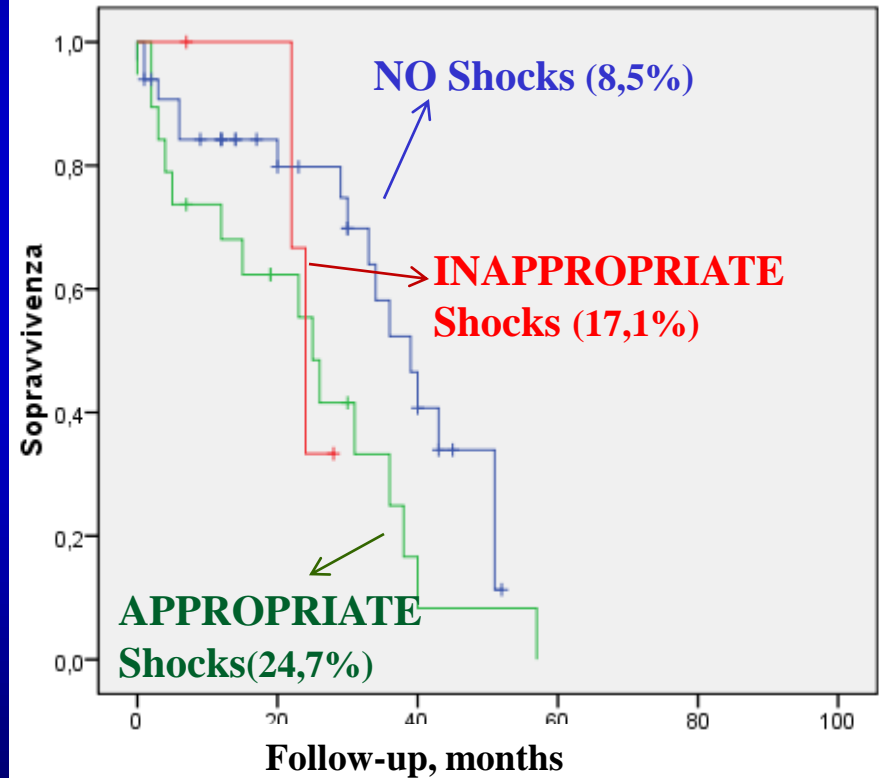 1,0
NO Shocks (8,5%)
0,8
INAPPROPRIATE
Shocks (17,1%)
0,6
Sopravvivenza
0,4
0,2
APPROPRIATE
Shocks(24,7%)
0,0
0 20 40 60 80 100
Follow-up, months